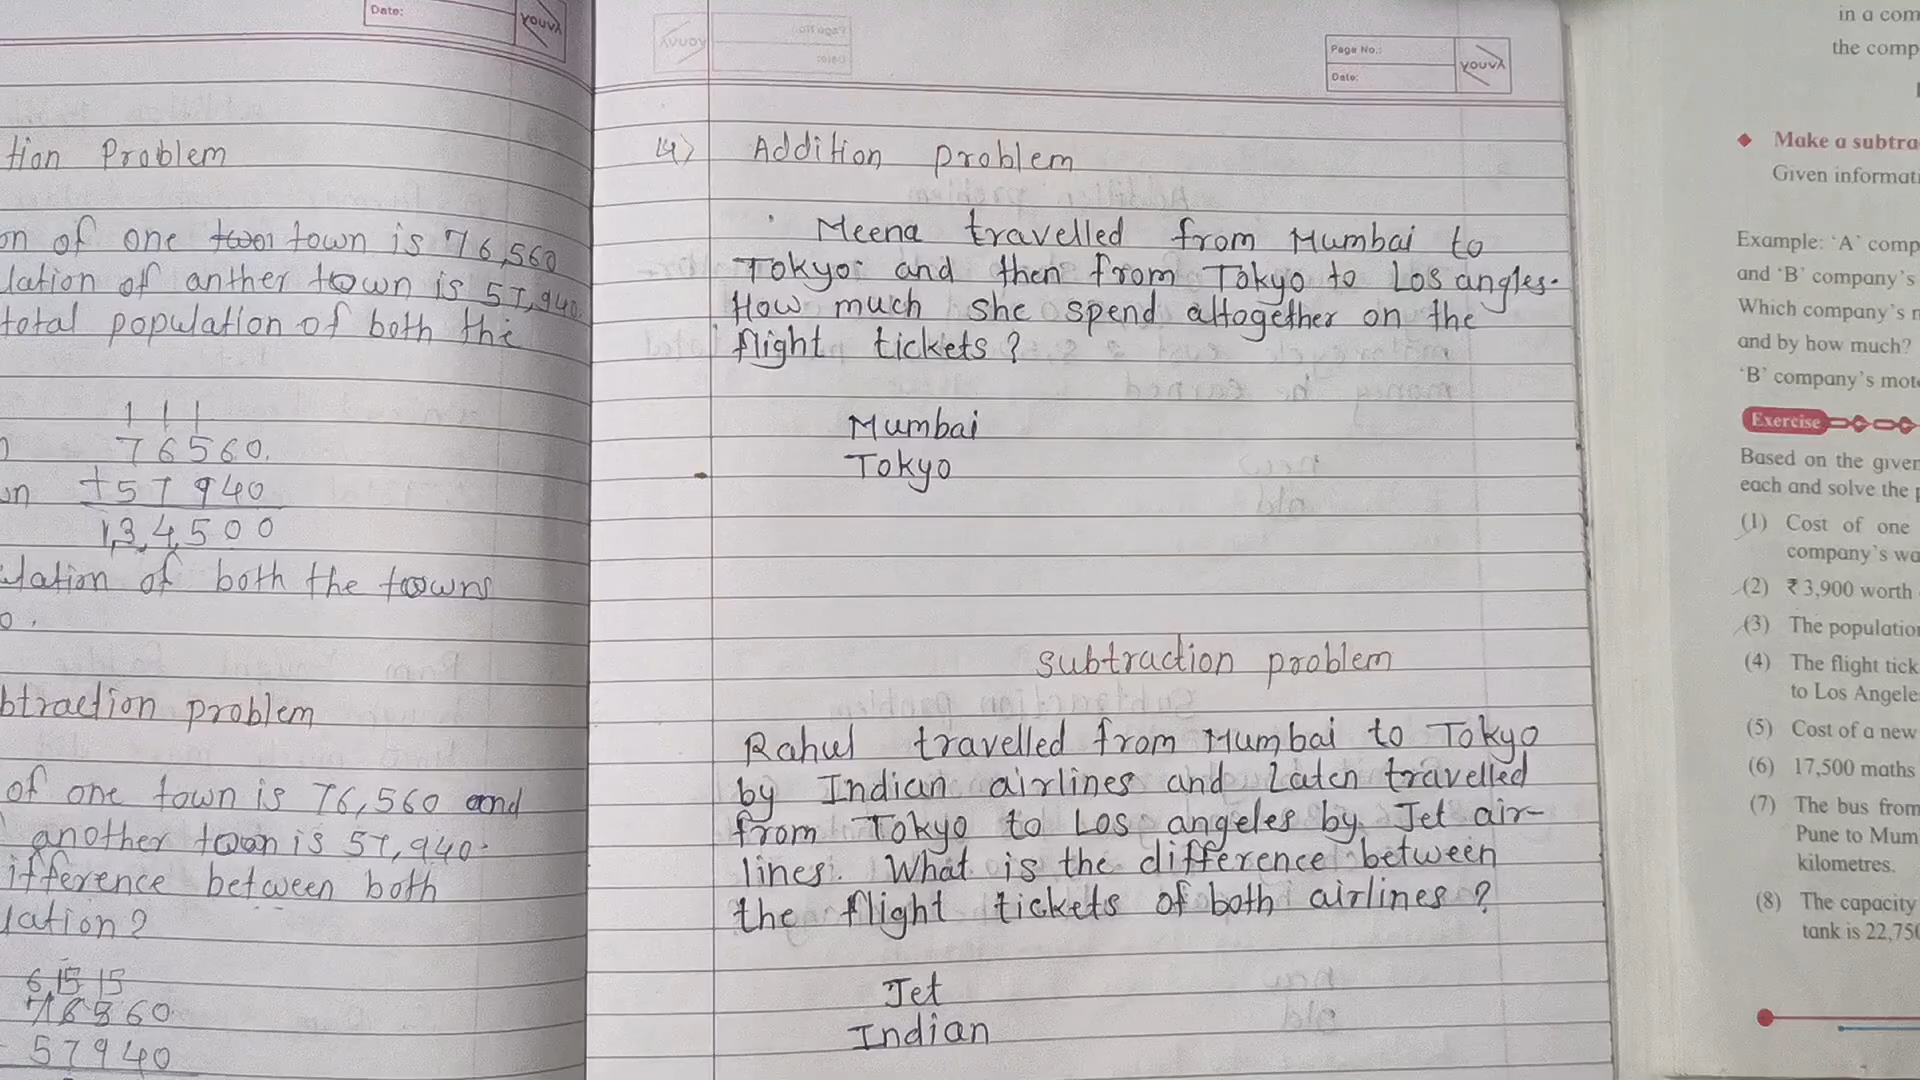 Date:
youva
tion Problem
on of one twoi town is 76,560
lation of anther town is 57,940.
total population of both the
1 1 1
76560.
+57940
1,3,4,500
lation of both the towns
0.
btraction problem
of one town is 76,560 and
another town is 57,940.
ifference between both
lation?
6 15 15
76560
- 57940
Page No.:
Date:
youva
4) Addition problem
Meena travelled from Mumbai to
Tokyo and then from Tokyo to Los angles.
How much she spend altogether on the
flight tickets?
Mumbai
Tokyo
subtraction problem
Rahul travelled from Mumbai to Tokyo
by Indian airlines and Later travelled
from Tokyo to Los angeles by Jet air-
lines. What is the difference between
the flight tickets of both airlines?
Jet
Indian
in a com
the comp
Make a subtra
Given informati
Example: 'A' comp
and 'B' company's
Which company's
and by how much?
'B' company's mot
Exercise
Based on the given
each and solve the
(1) Cost of one
company's wa
(2) ₹ 3,900 worth
(3) The population
(4) The flight tick
to Los Angele
(5) Cost of a new
(6) 17,500 maths
(7) The bus from
Pune to Mum
kilometres.
(8) The capacity
tank is 22,750